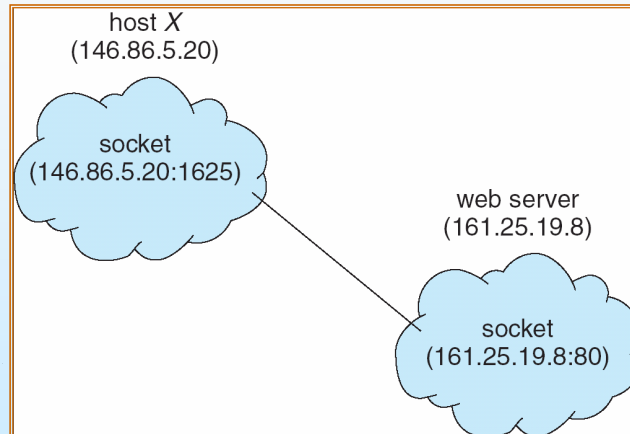 host X
(146.86.5.20)
socket
(146.86.5.20:1625)
web server
(161.25.19.8)
socket
(161.25.19.8:80)